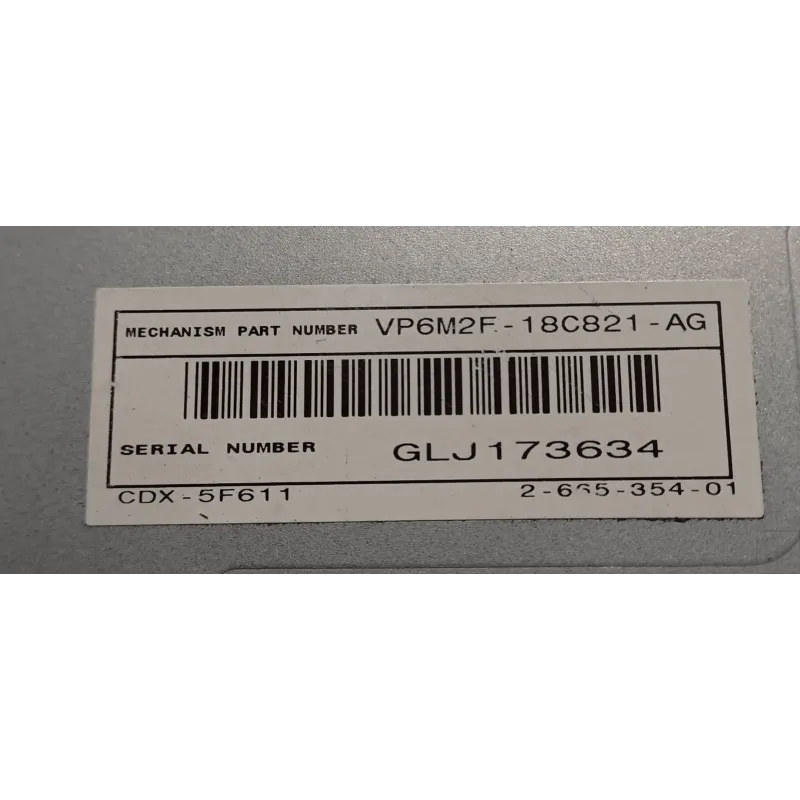 MECHANISM PART NUMBER VP6M2F-18C821-AG
SERIAL NUMBER GLJ173634
CDX-5F611 2-665-354-01